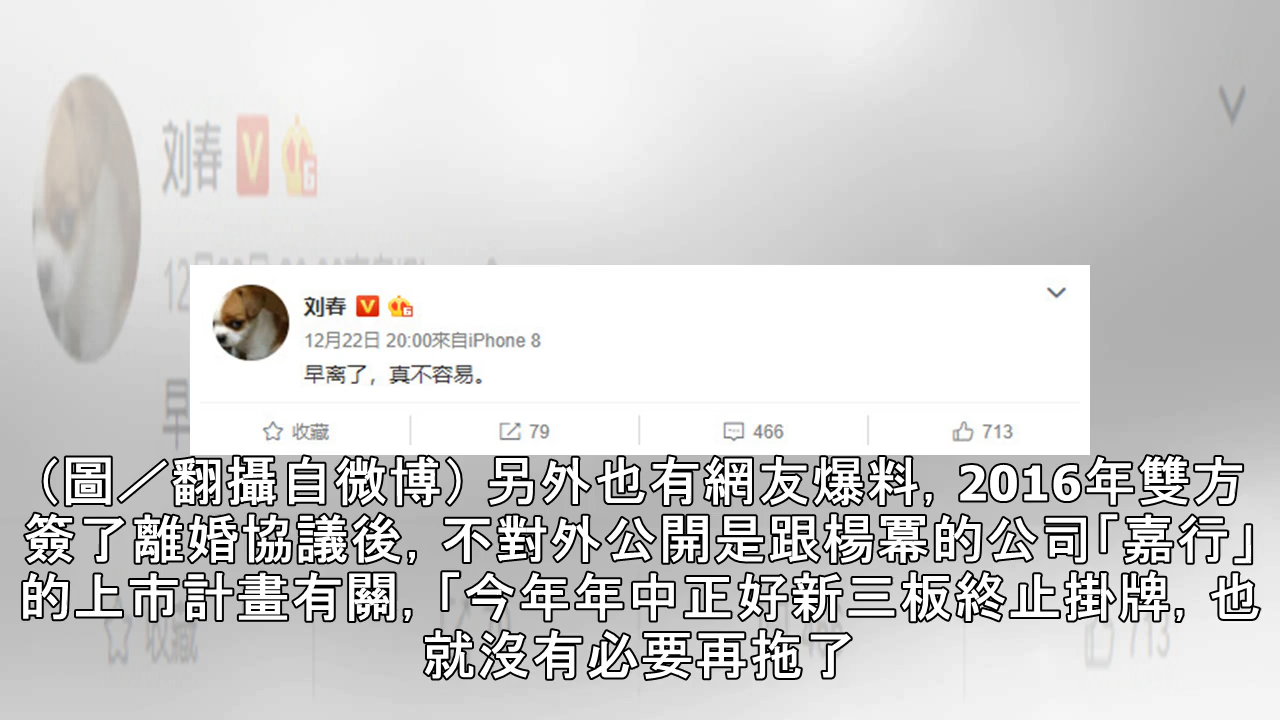 刘春
12月22日 20:00來自iPhone 8
早离了，真不容易。
收藏
79
466
713
（圖／翻攝自微博）另外也有網友爆料，2016年雙方
簽了離婚協議後，不對外公開是跟楊冪的公司「嘉行」
的上市計畫有關，「今年年中正好新三板終止掛牌，也
就沒有必要再拖了